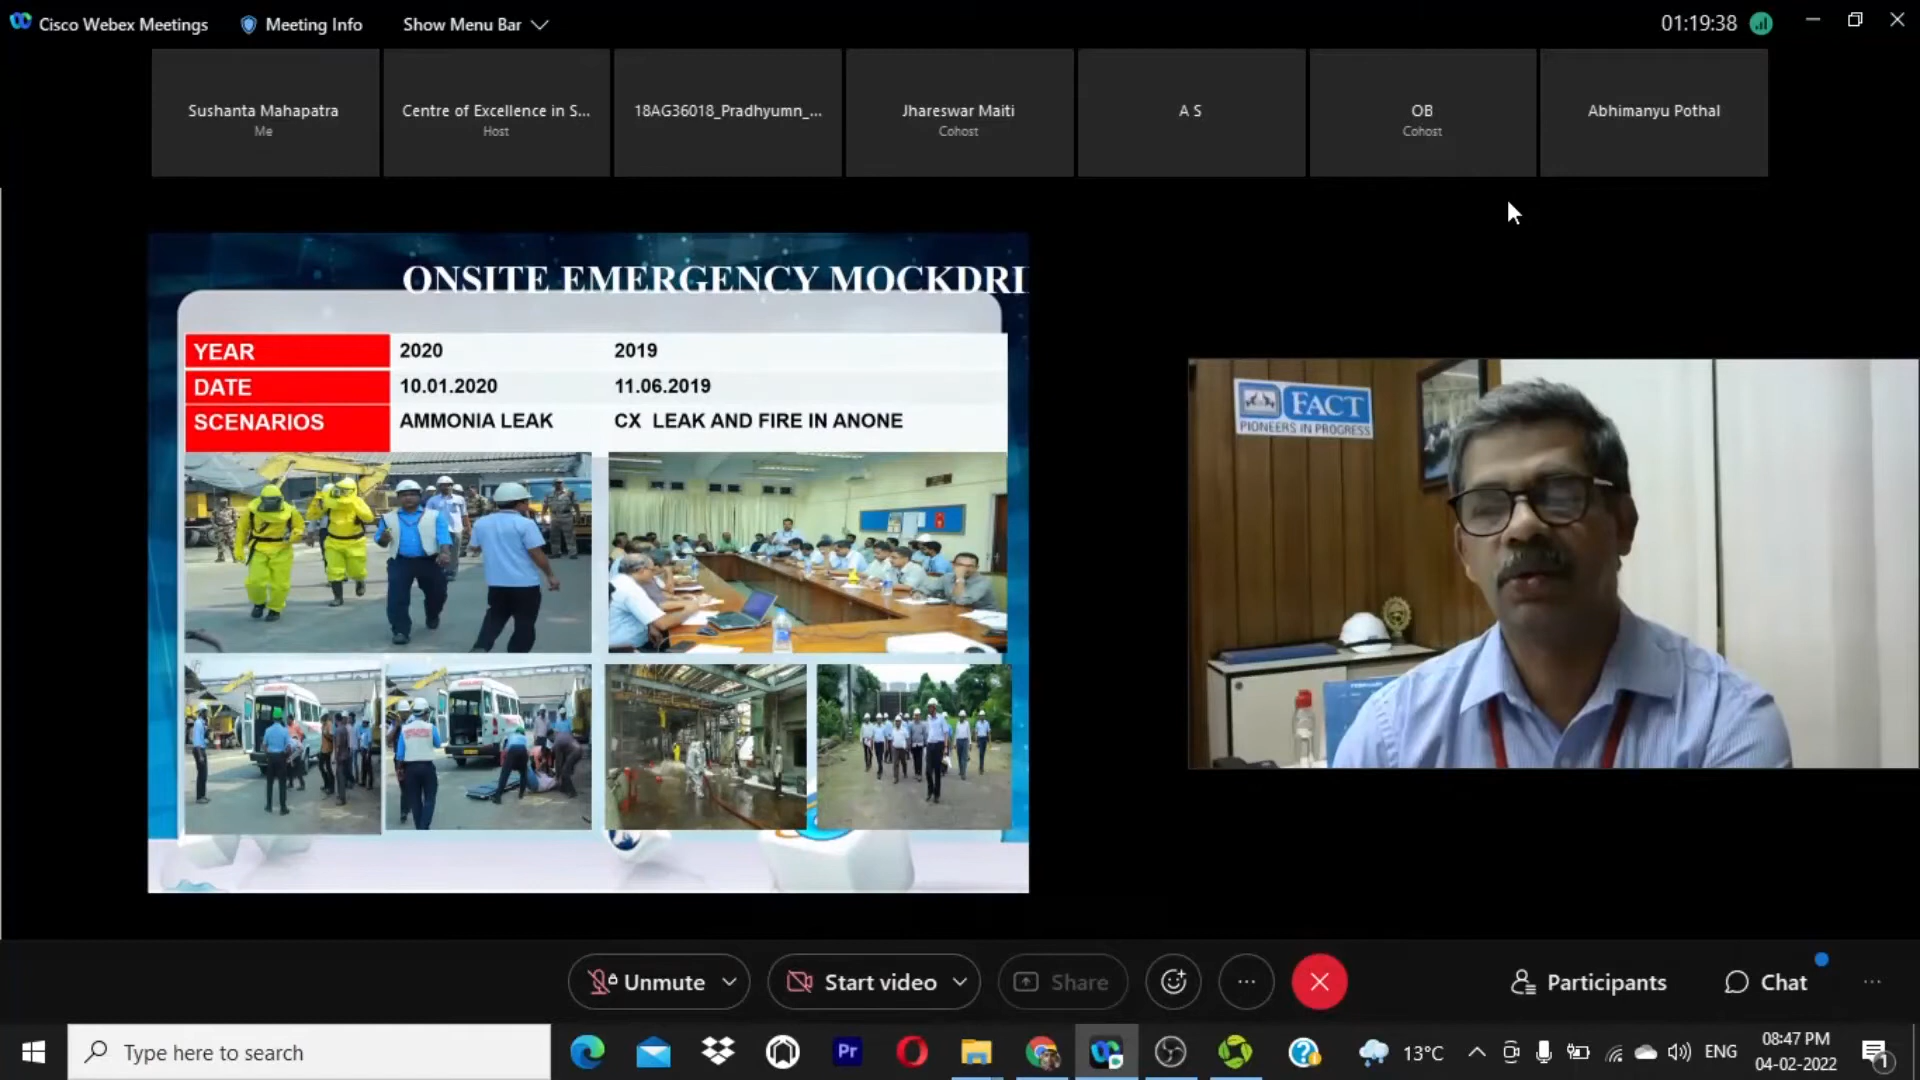 Cisco Webex Meetings
Meeting Info
Show Menu Bar
01:19:38
Sushanta Mahapatra
Me
Centre of Excellence in S...
Host
18AG36018_Pradhyumn_...
Jhareswar Maiti
Cohost
A S
OB
Cohost
Abhimanyu Pothal
ONSITE EMERGENCY MOCKDRI
YEAR 2020 2019
DATE 10.01.2020 11.06.2019
SCENARIOS AMMONIA LEAK CX LEAK AND FIRE IN ANONE
FACT
PIONEERS IN PROGRESS
Unmute
Start video
Share
Participants
Chat
Type here to search
Pr
13°C
ENG
08:47 PM
04-02-2022
1